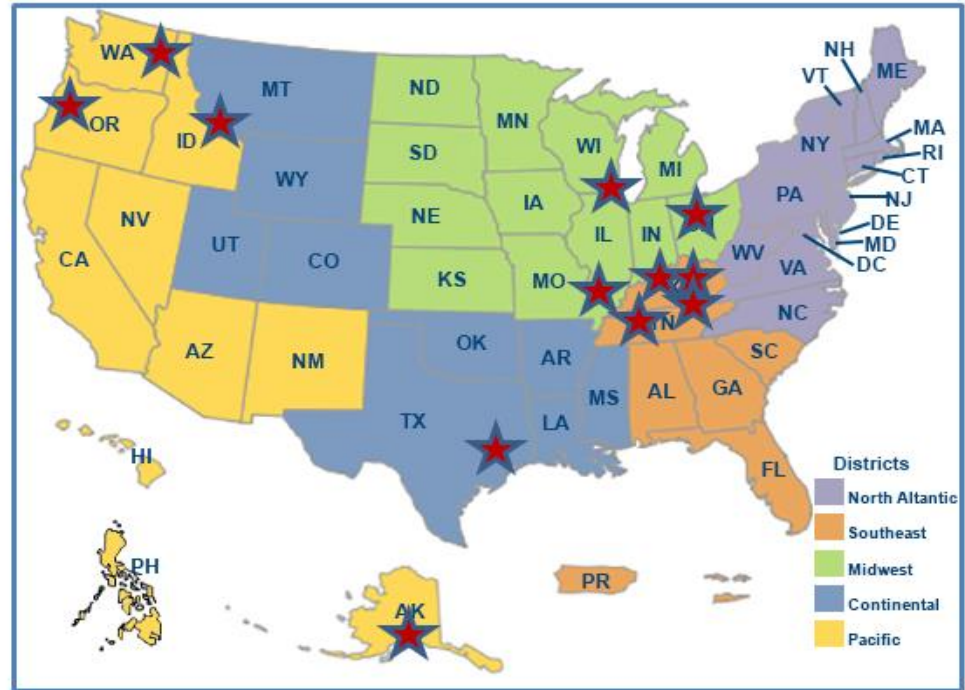 WA
MT
ND
MN
NH
VT
ME
OR
ID
SD
WI
MI
NY
MA
RI
CT
WY
NE
IA
PA
NJ
NV
UT
CO
IL
IN
WV
DE
MD
DC
CA
KS
MO
VA
AZ
NM
OK
AR
TN
NC
SC
TX
LA
MS
AL
GA
FL
HI
PH
AK
PR
Districts
North Altantic
Southeast
Midwest
Continental
Pacific